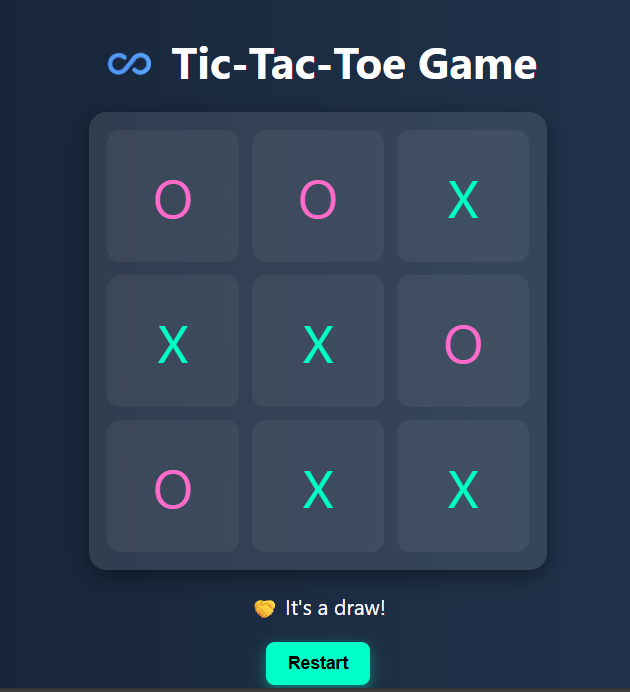 Tic-Tac-Toe Game
O O X
X X O
O X X
It's a draw!
Restart